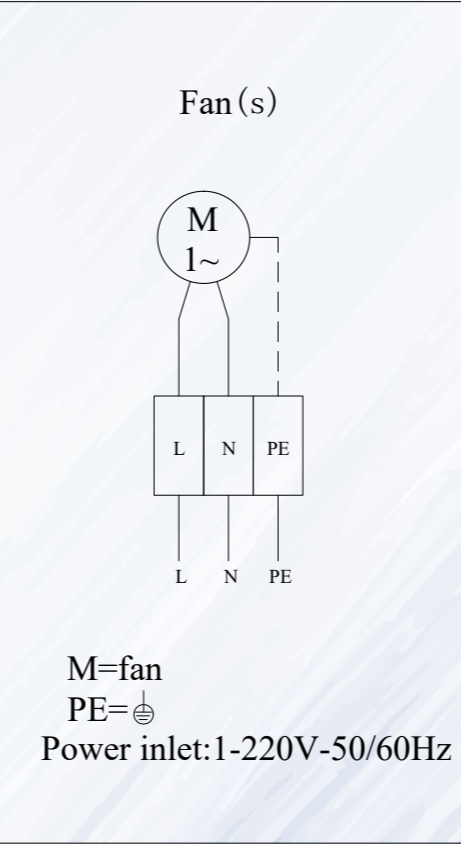 Fan(s)
M
1~
L N PE
L N PE
M=fan
PE=⏚
Power inlet:1-220V-50/60Hz